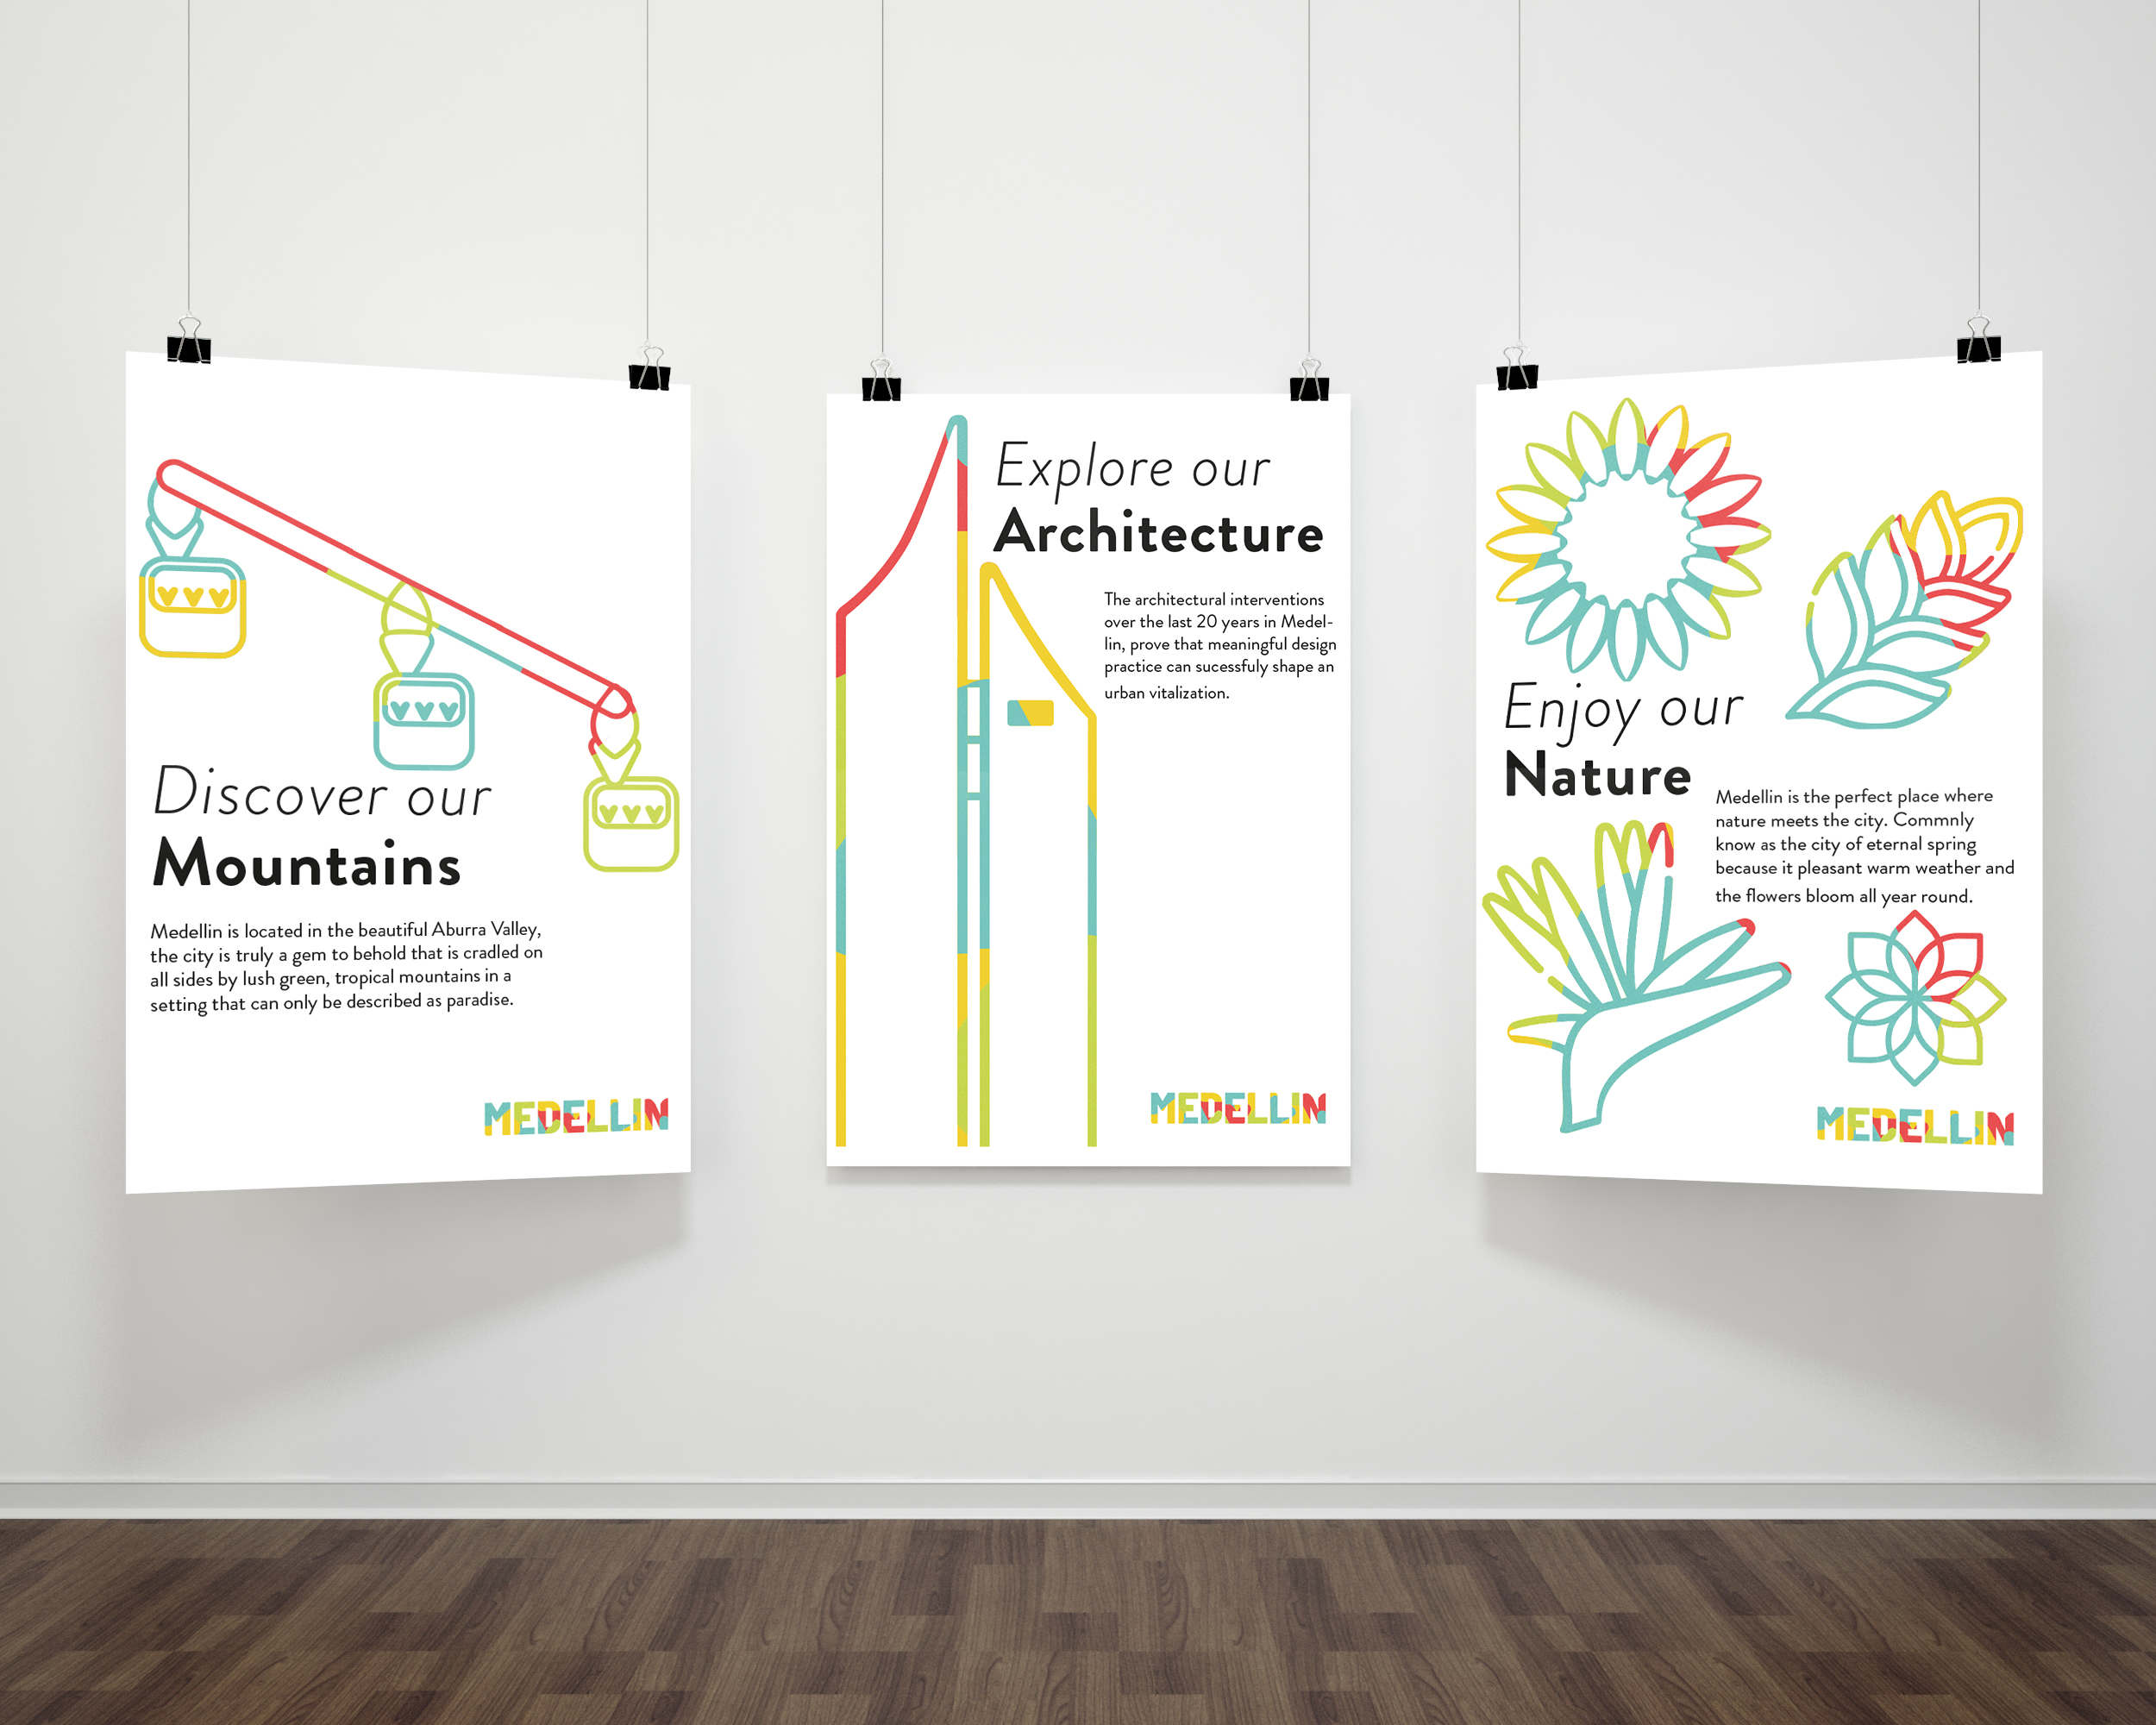 Discover our
Mountains
Medellin is located in the beautiful Aburra Valley,
the city is truly a gem to behold that is cradled on
all sides by lush green, tropical mountains in a
setting that can only be described as paradise.
MEDELLIN
Explore our
Architecture
The architectural interventions
over the last 20 years in Medel-
lin, prove that meaningful design
practice can sucessfuly shape an
urban vitalization.
MEDELLIN
Enjoy our
Nature
Medellin is the perfect place where
nature meets the city. Commnly
know as the city of eternal spring
because it pleasant warm weather and
the flowers bloom all year round.
MEDELLIN